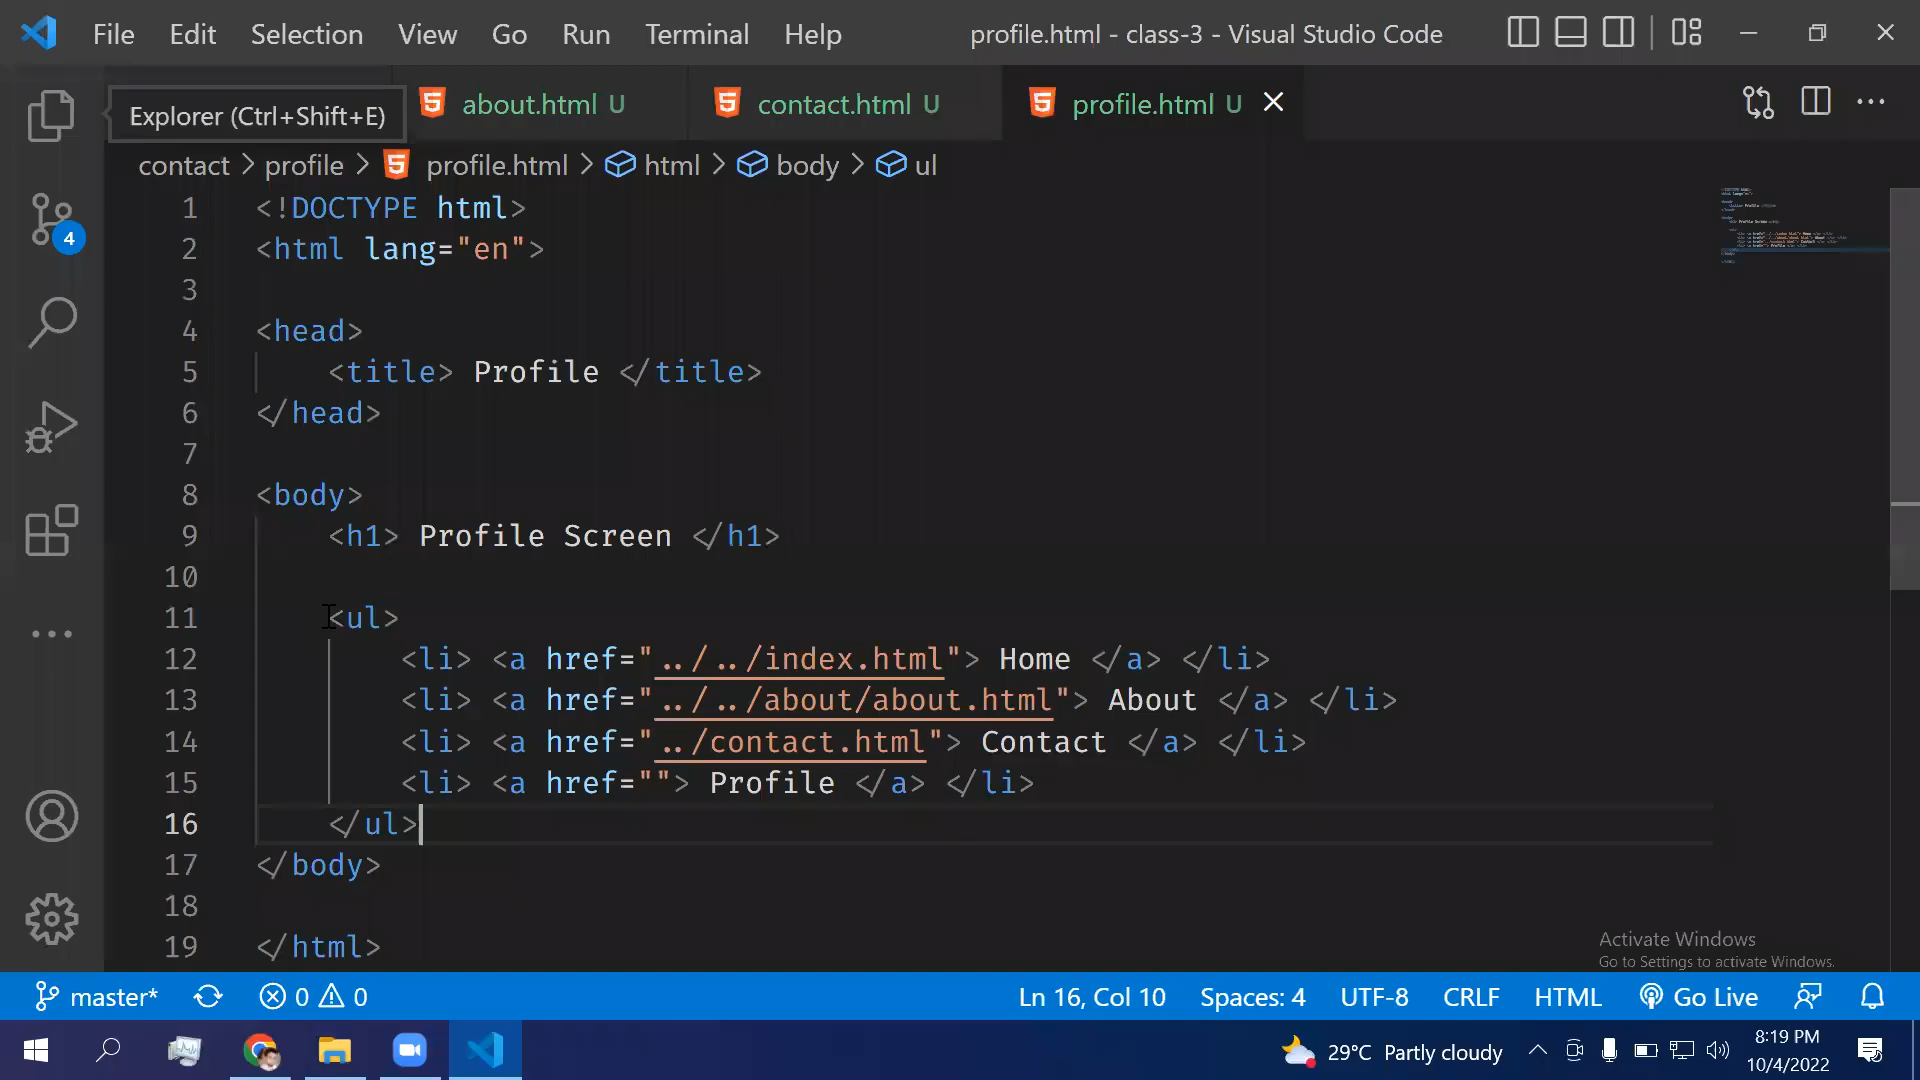 File Edit Selection View Go Run Terminal Help profile.html - class-3 - Visual Studio Code
Explorer (Ctrl+Shift+E) about.html U contact.html U profile.html U
contact > profile > profile.html > html > body > ul
1 <!DOCTYPE html>
2 <html lang="en">
3
4 <head>
5 <title> Profile </title>
6 </head>
7
8 <body>
9 <h1> Profile Screen </h1>
10
11 <ul>
12 <li> <a href="../../index.html"> Home </a> </li>
13 <li> <a href="../../about/about.html"> About </a> </li>
14 <li> <a href="../contact.html"> Contact </a> </li>
15 <li> <a href=""> Profile </a> </li>
16 </ul>
17 </body>
18
19 </html>
4
Activate Windows
Go to Settings to activate Windows.
master* 0 0 Ln 16, Col 10 Spaces: 4 UTF-8 CRLF HTML Go Live
29°C Partly cloudy 8:19 PM
10/4/2022